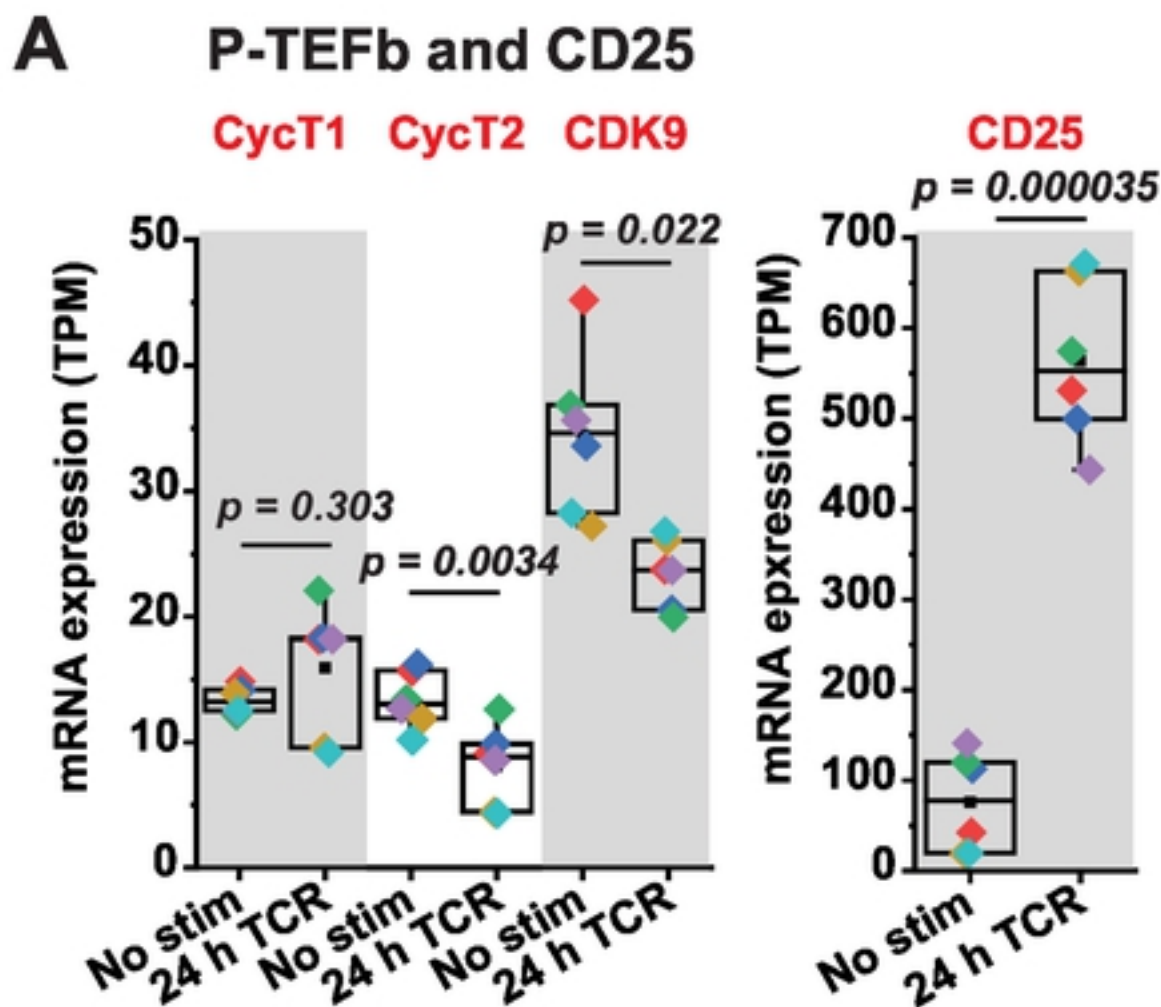 A P-TEFb and CD25
CycT1 CycT2 CDK9 CD25
p = 0.303
p = 0.0034
p = 0.022
p = 0.000035
mRNA expression (TPM)
50
40
30
20
10
0
No stim
24 h TCR
No stim
24 h TCR
No stim
24 h TCR
mRNA epxression (TPM)
700
600
500
400
300
200
100
0
No stim
24 h TCR